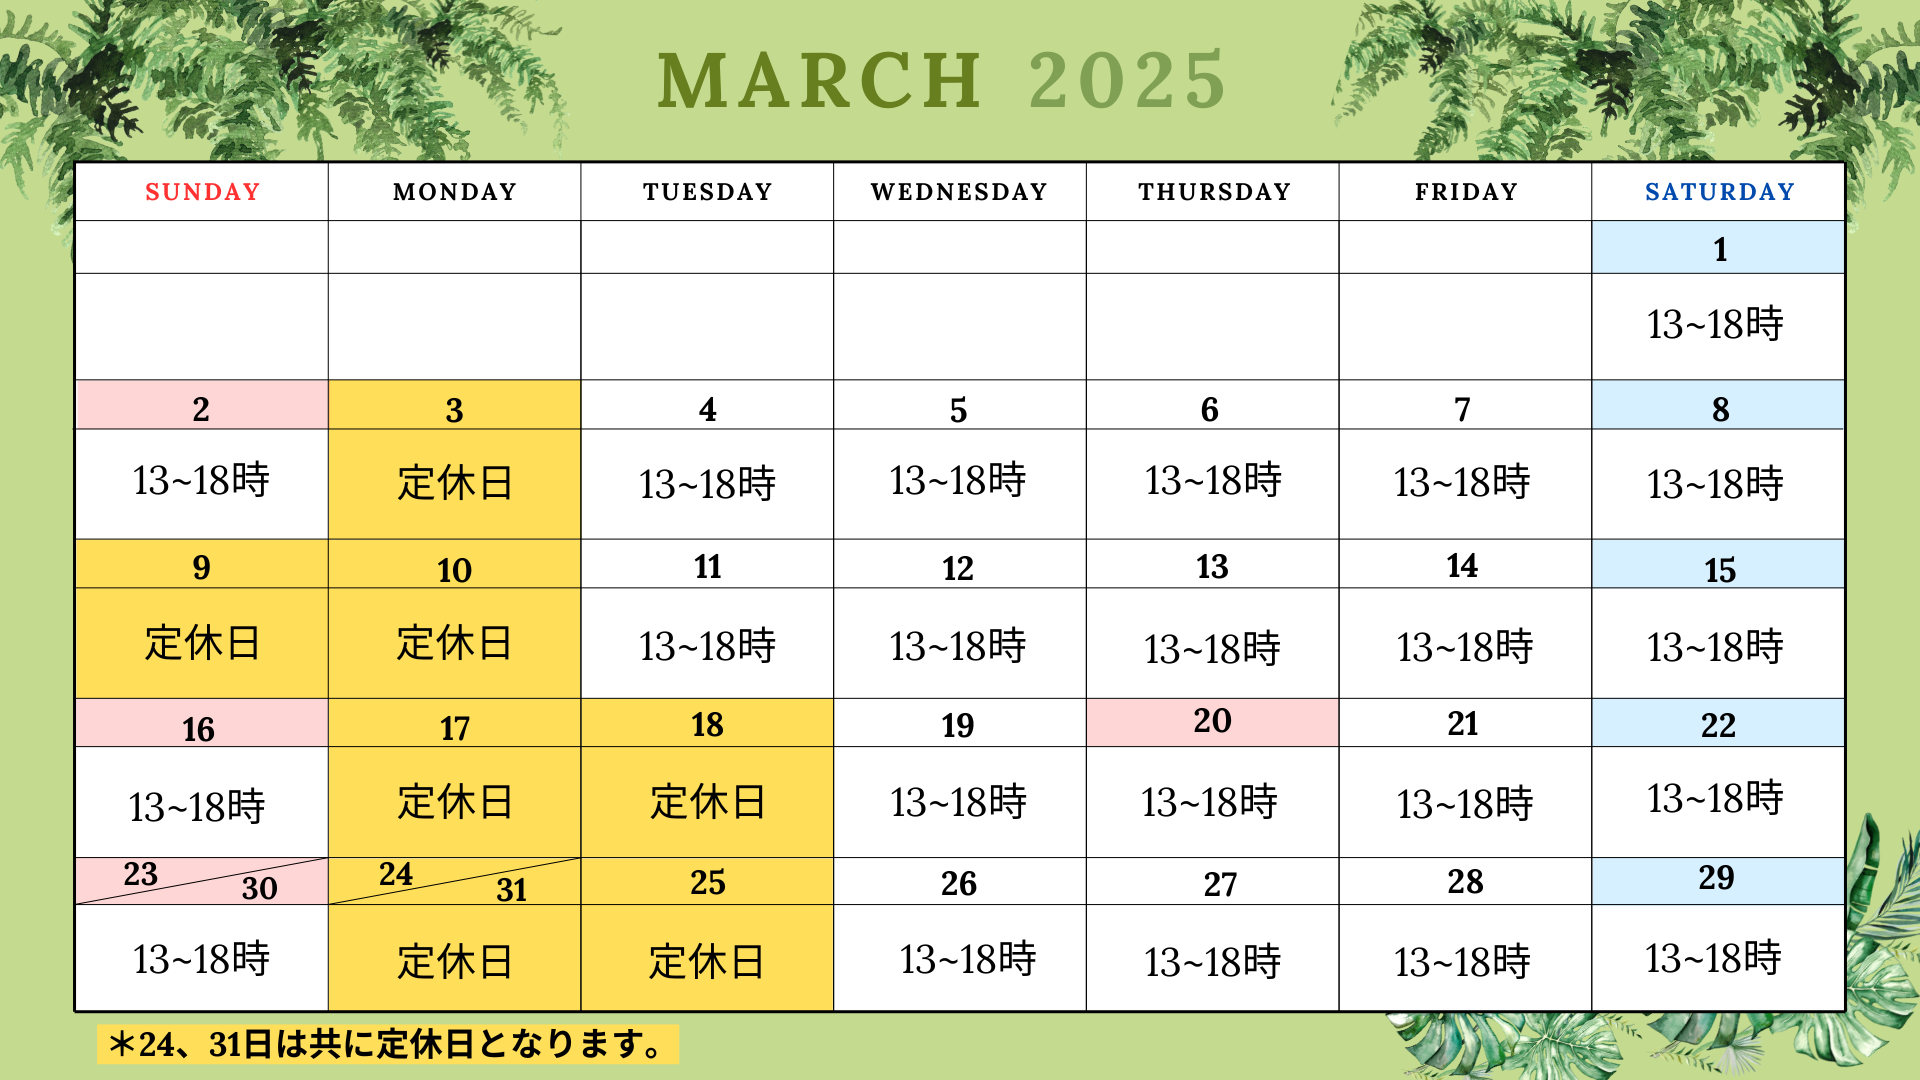 MARCH 2025
SUNDAY MONDAY TUESDAY WEDNESDAY THURSDAY FRIDAY SATURDAY
1
13~18時
2 3 4 5 6 7 8
13~18時 定休日 13~18時 13~18時 13~18時 13~18時 13~18時
9 10 11 12 13 14 15
定休日 定休日 13~18時 13~18時 13~18時 13~18時 13~18時
16 17 18 19 20 21 22
13~18時 定休日 定休日 13~18時 13~18時 13~18時 13~18時
23 30 24 31 25 26 27 28 29
13~18時 定休日 定休日 13~18時 13~18時 13~18時 13~18時
＊24、31日は共に定休日となります。